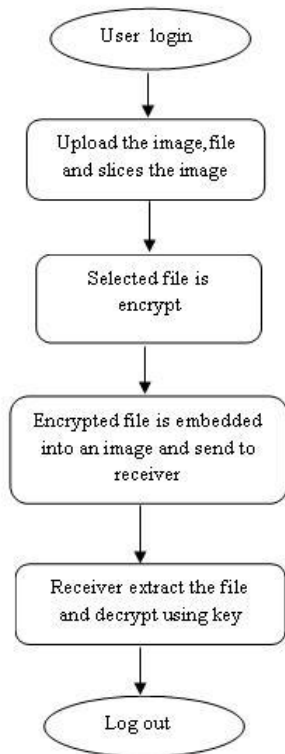 User login
Upload the image,file
and slices the image
Selected file is
encrypt
Encrypted file is embedded
into an image and send to
receiver
Receiver extract the file
and decrypt using key
Log out